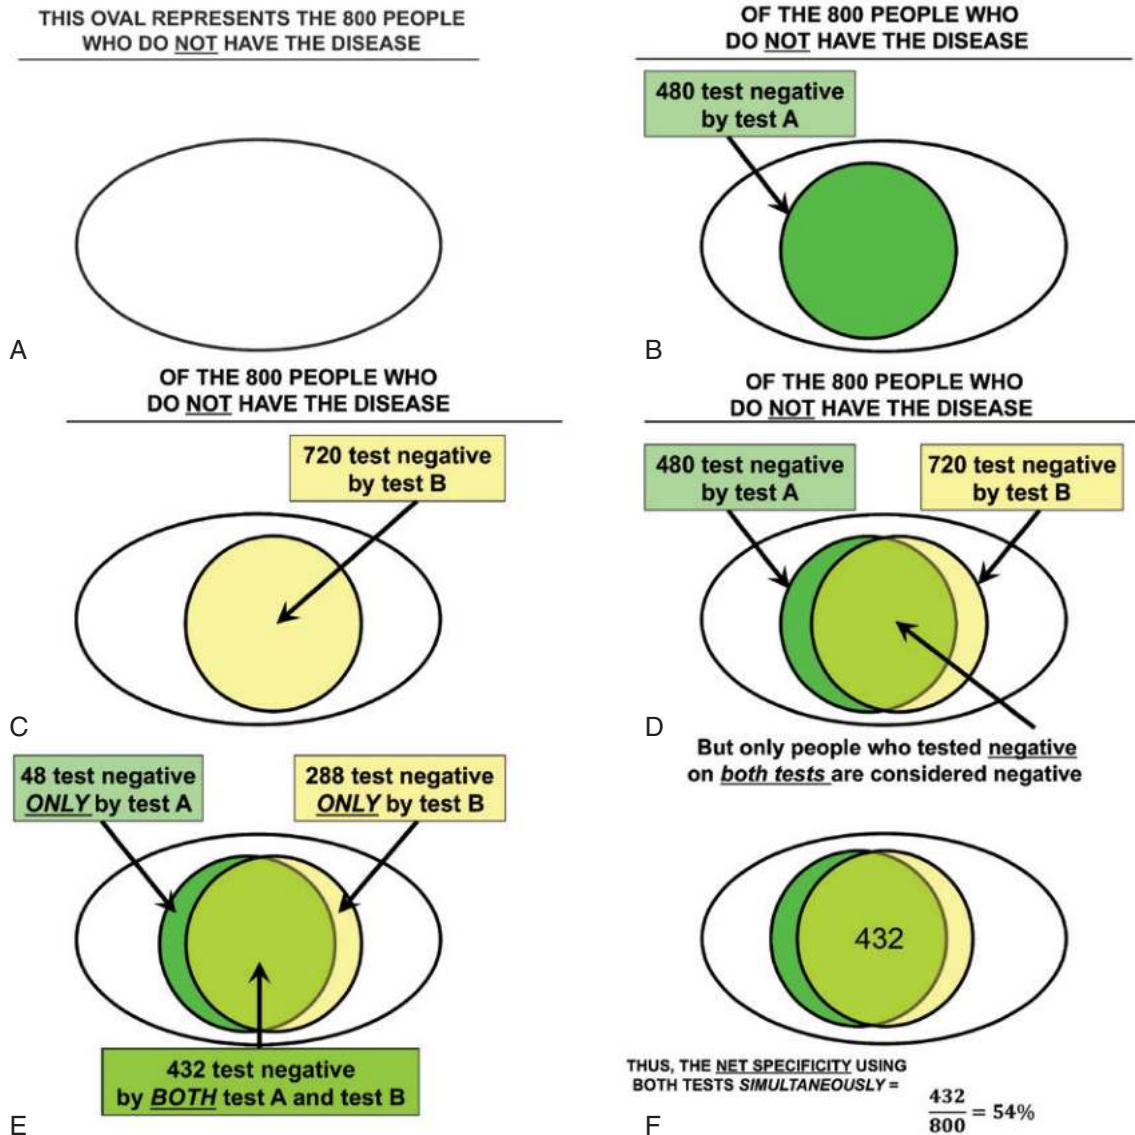 THIS OVAL REPRESENTS THE 800 PEOPLE
WHO DO NOT HAVE THE DISEASE
A
OF THE 800 PEOPLE WHO
DO NOT HAVE THE DISEASE
480 test negative
by test A
B
OF THE 800 PEOPLE WHO
DO NOT HAVE THE DISEASE
720 test negative
by test B
C
OF THE 800 PEOPLE WHO
DO NOT HAVE THE DISEASE
480 test negative
by test A
720 test negative
by test B
But only people who tested negative
on both tests are considered negative
D
48 test negative
ONLY by test A
288 test negative
ONLY by test B
432 test negative
by BOTH test A and test B
E
432
THUS, THE NET SPECIFICITY USING
BOTH TESTS SIMULTANEOUSLY =
432
800
= 54%
F